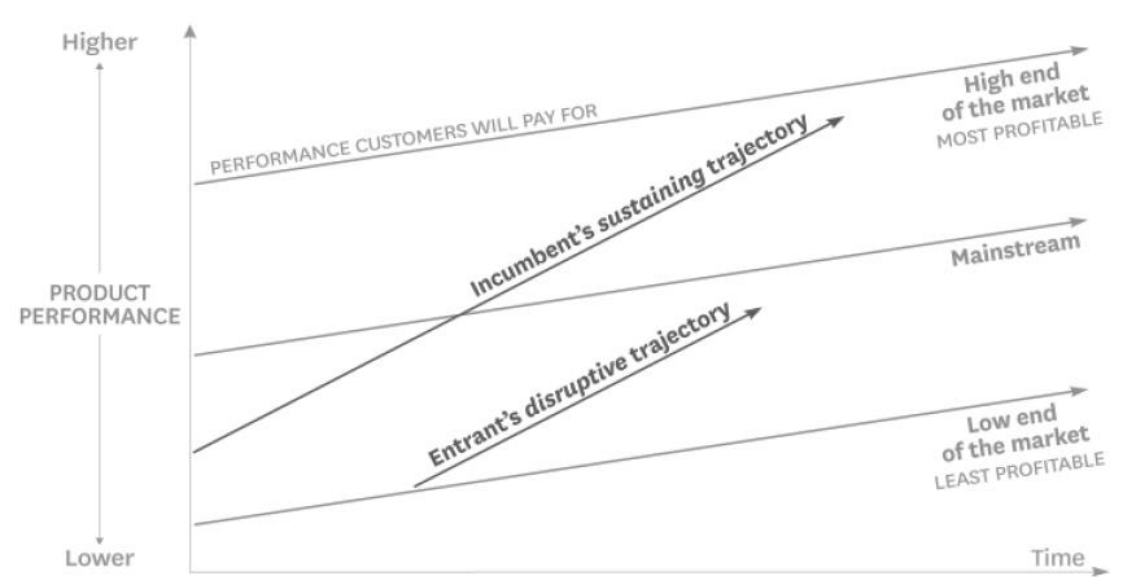 Higher
PRODUCT
PERFORMANCE
Lower
PERFORMANCE CUSTOMERS WILL PAY FOR
Incumbent's sustaining trajectory
Entrant's disruptive trajectory
High end
of the market
MOST PROFITABLE
Mainstream
Low end
of the market
LEAST PROFITABLE
Time